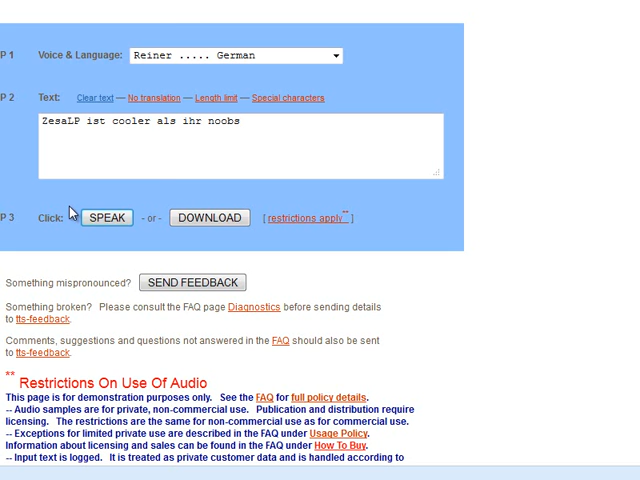 P 1 Voice & Language: Reiner ..... German
P 2 Text: Clear text — No translation — Length limit — Special characters
ZesaLP ist cooler als ihr noobs
P 3 Click: SPEAK - or - DOWNLOAD [ restrictions apply** ]
Something mispronounced? SEND FEEDBACK
Something broken? Please consult the FAQ page Diagnostics before sending details
to tts-feedback.
Comments, suggestions and questions not answered in the FAQ should also be sent
to tts-feedback.
** Restrictions On Use Of Audio
This page is for demonstration purposes only. See the FAQ for full policy details.
-- Audio samples are for private, non-commercial use. Publication and distribution require
licensing. The restrictions are the same for non-commercial use as for commercial use.
-- Exceptions for limited private use are described in the FAQ under Usage Policy.
Information about licensing and sales can be found in the FAQ under How To Buy.
-- Input text is logged. It is treated as private customer data and is handled according to